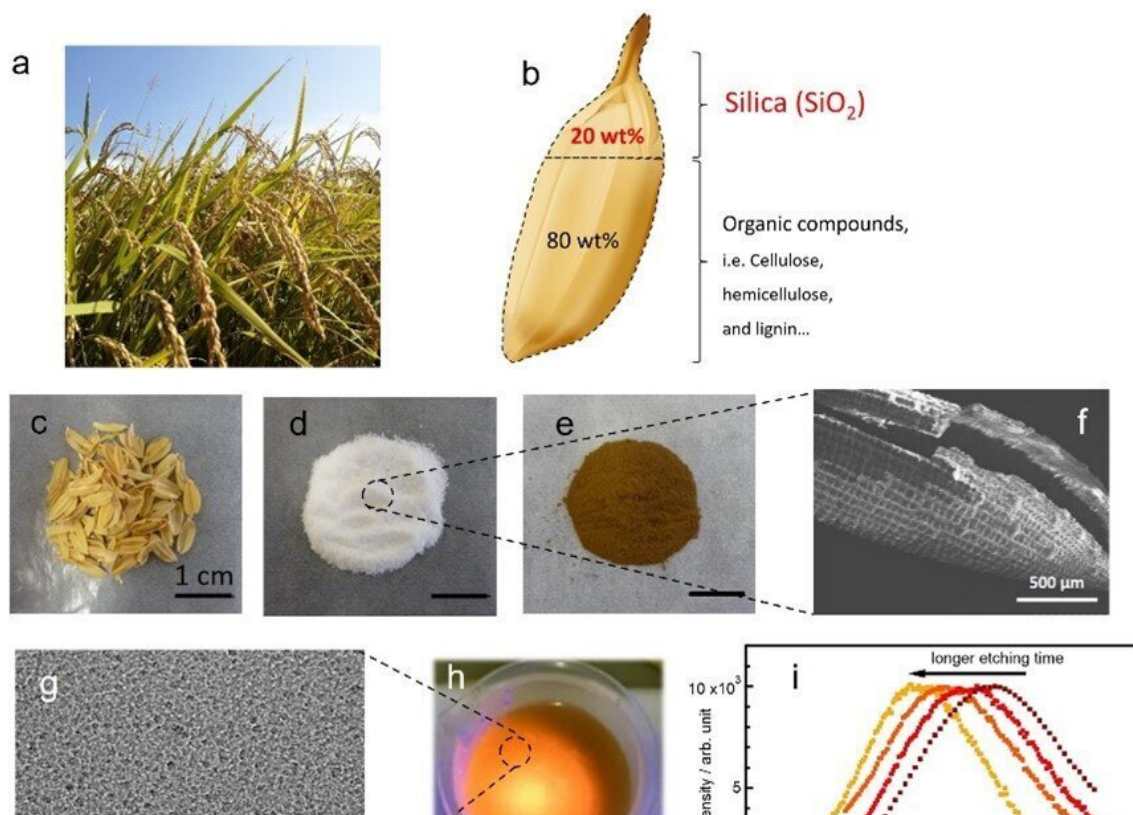 a
b
Silica (SiO₂)
20 wt%
80 wt%
Organic compounds,
i.e. Cellulose,
hemicellulose,
and lignin...
c
1 cm
d
e
f
500 µm
g
h
i
longer etching time
10 x10³
5
arb. unit